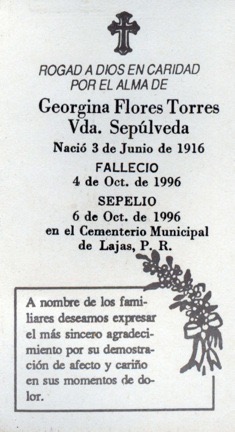 ROGAD A DIOS EN CARIDAD
POR EL ALMA DE
Georgina Flores Torres
Vda. Sepúlveda
Nació 3 de Junio de 1916
FALLECIO
4 de Oct. de 1996
SEPELIO
6 de Oct. de 1996
en el Cementerio Municipal
de Lajas, P. R.
A nombre de los fami-
liares deseamos expresar
el más sincero agradeci-
miento por su demostra-
ción de afecto y cariño
en sus momentos de do-
lor.